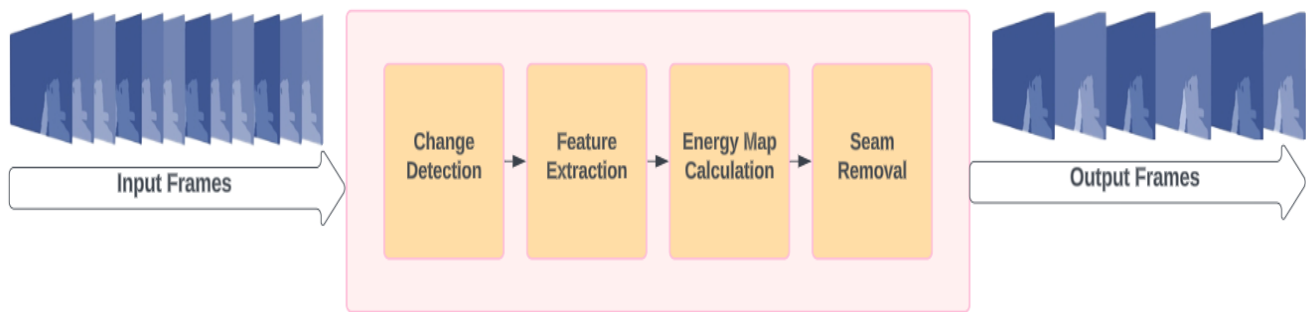 Input Frames
Change
Detection
Feature
Extraction
Energy Map
Calculation
Seam
Removal
Output Frames